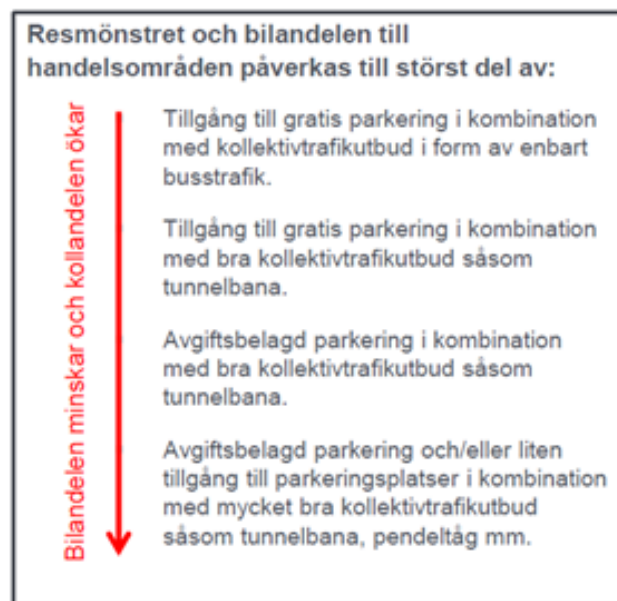 Resmönstret och bilandelen till
handelsområden påverkas till störst del av:
Bilandelen minskar och kollandelen ökar
Tillgång till gratis parkering i kombination
med kollektivtrafikutbud i form av enbart
busstrafik.
Tillgång till gratis parkering i kombination
med bra kollektivtrafikutbud såsom
tunnelbana.
Avgiftsbelagd parkering i kombination
med bra kollektivtrafikutbud såsom
tunnelbana.
Avgiftsbelagd parkering och/eller liten
tillgång till parkeringsplatser i kombination
med mycket bra kollektivtrafikutbud
såsom tunnelbana, pendeltåg mm.